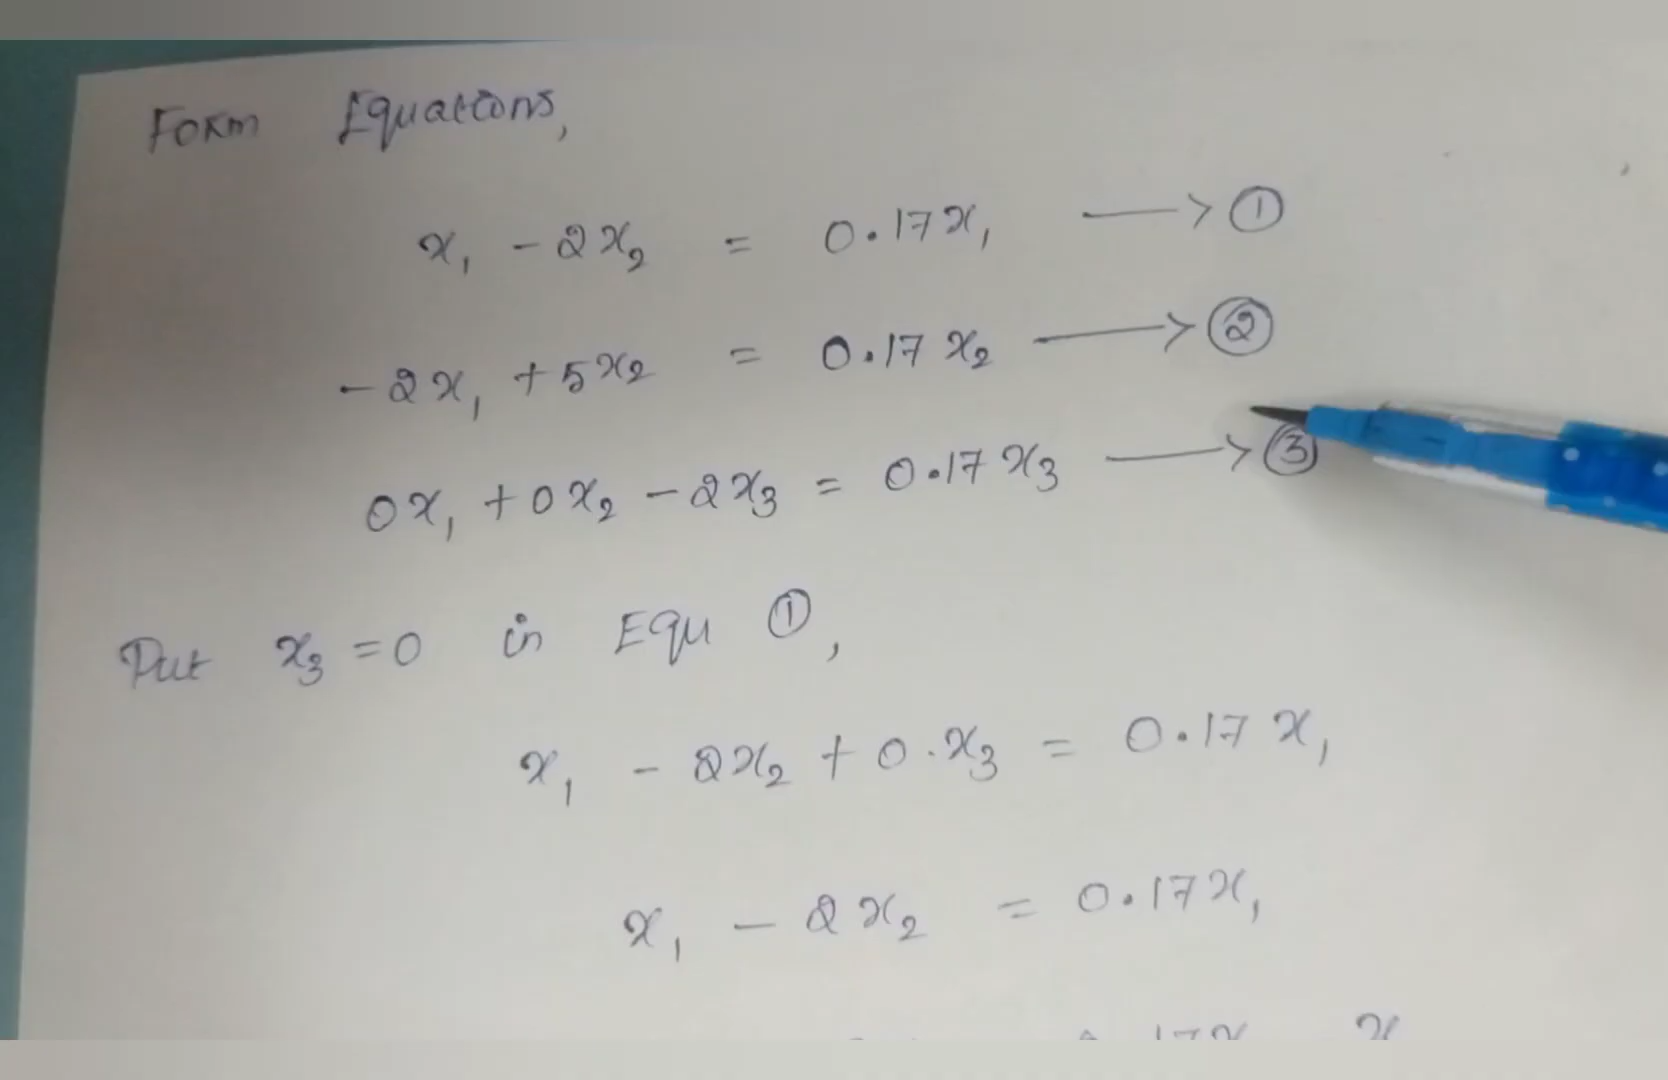 Form Equations,
x₁ - 2x₂ = 0.17x₁ → ①
-2x₁ + 5x₂ = 0.17x₂ → ②
0x₁ + 0x₂ - 2x₃ = 0.17x₃ → ③
Put x₃ = 0 in Equ ①,
x₁ - 2x₂ + 0.x₃ = 0.17x₁
x₁ - 2x₂ = 0.17x₁